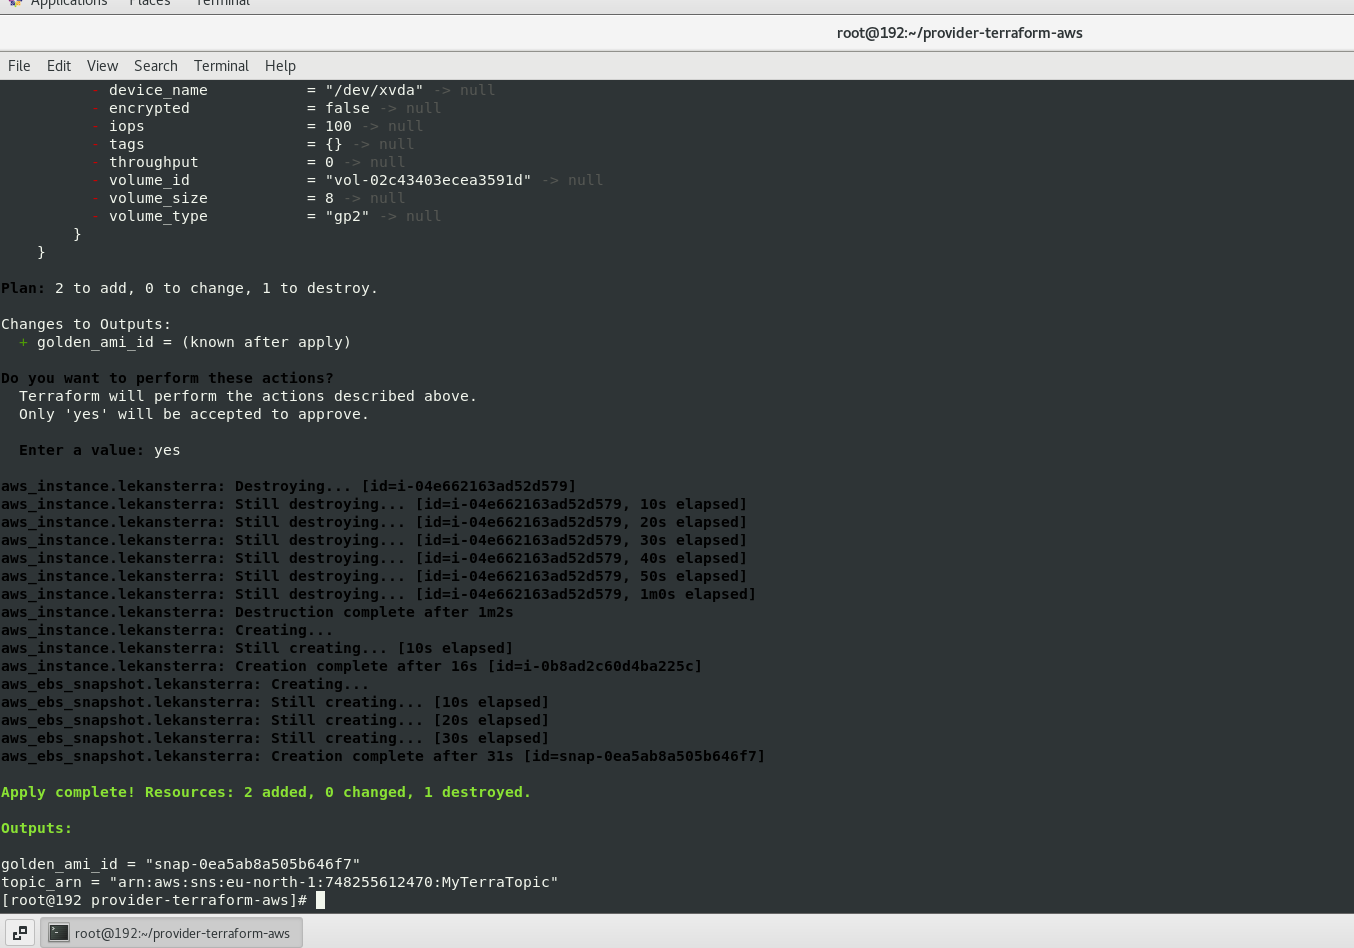 Applications Places Terminal
root@192:~/provider-terraform-aws
File Edit View Search Terminal Help
- device_name           = "/dev/xvda" -> null
- encrypted             = false -> null
- iops                  = 100 -> null
- tags                  = {} -> null
- throughput            = 0 -> null
- volume_id             = "vol-02c43403ecea3591d" -> null
- volume_size           = 8 -> null
- volume_type           = "gp2" -> null
}
}
Plan: 2 to add, 0 to change, 1 to destroy.
Changes to Outputs:
+ golden_ami_id = (known after apply)
Do you want to perform these actions?
Terraform will perform the actions described above.
Only 'yes' will be accepted to approve.
Enter a value: yes
aws_instance.lekansterra: Destroying... [id=i-04e662163ad52d579]
aws_instance.lekansterra: Still destroying... [id=i-04e662163ad52d579, 10s elapsed]
aws_instance.lekansterra: Still destroying... [id=i-04e662163ad52d579, 20s elapsed]
aws_instance.lekansterra: Still destroying... [id=i-04e662163ad52d579, 30s elapsed]
aws_instance.lekansterra: Still destroying... [id=i-04e662163ad52d579, 40s elapsed]
aws_instance.lekansterra: Still destroying... [id=i-04e662163ad52d579, 50s elapsed]
aws_instance.lekansterra: Still destroying... [id=i-04e662163ad52d579, 1m0s elapsed]
aws_instance.lekansterra: Destruction complete after 1m2s
aws_instance.lekansterra: Creating...
aws_instance.lekansterra: Still creating... [10s elapsed]
aws_instance.lekansterra: Creation complete after 16s [id=i-0b8ad2c60d4ba225c]
aws_ebs_snapshot.lekansterra: Creating...
aws_ebs_snapshot.lekansterra: Still creating... [10s elapsed]
aws_ebs_snapshot.lekansterra: Still creating... [20s elapsed]
aws_ebs_snapshot.lekansterra: Still creating... [30s elapsed]
aws_ebs_snapshot.lekansterra: Creation complete after 31s [id=snap-0ea5ab8a505b646f7]
Apply complete! Resources: 2 added, 0 changed, 1 destroyed.
Outputs:
golden_ami_id = "snap-0ea5ab8a505b646f7"
topic_arn = "arn:aws:sns:eu-north-1:748255612470:MyTerraTopic"
[root@192 provider-terraform-aws]#
root@192:~/provider-terraform-aws